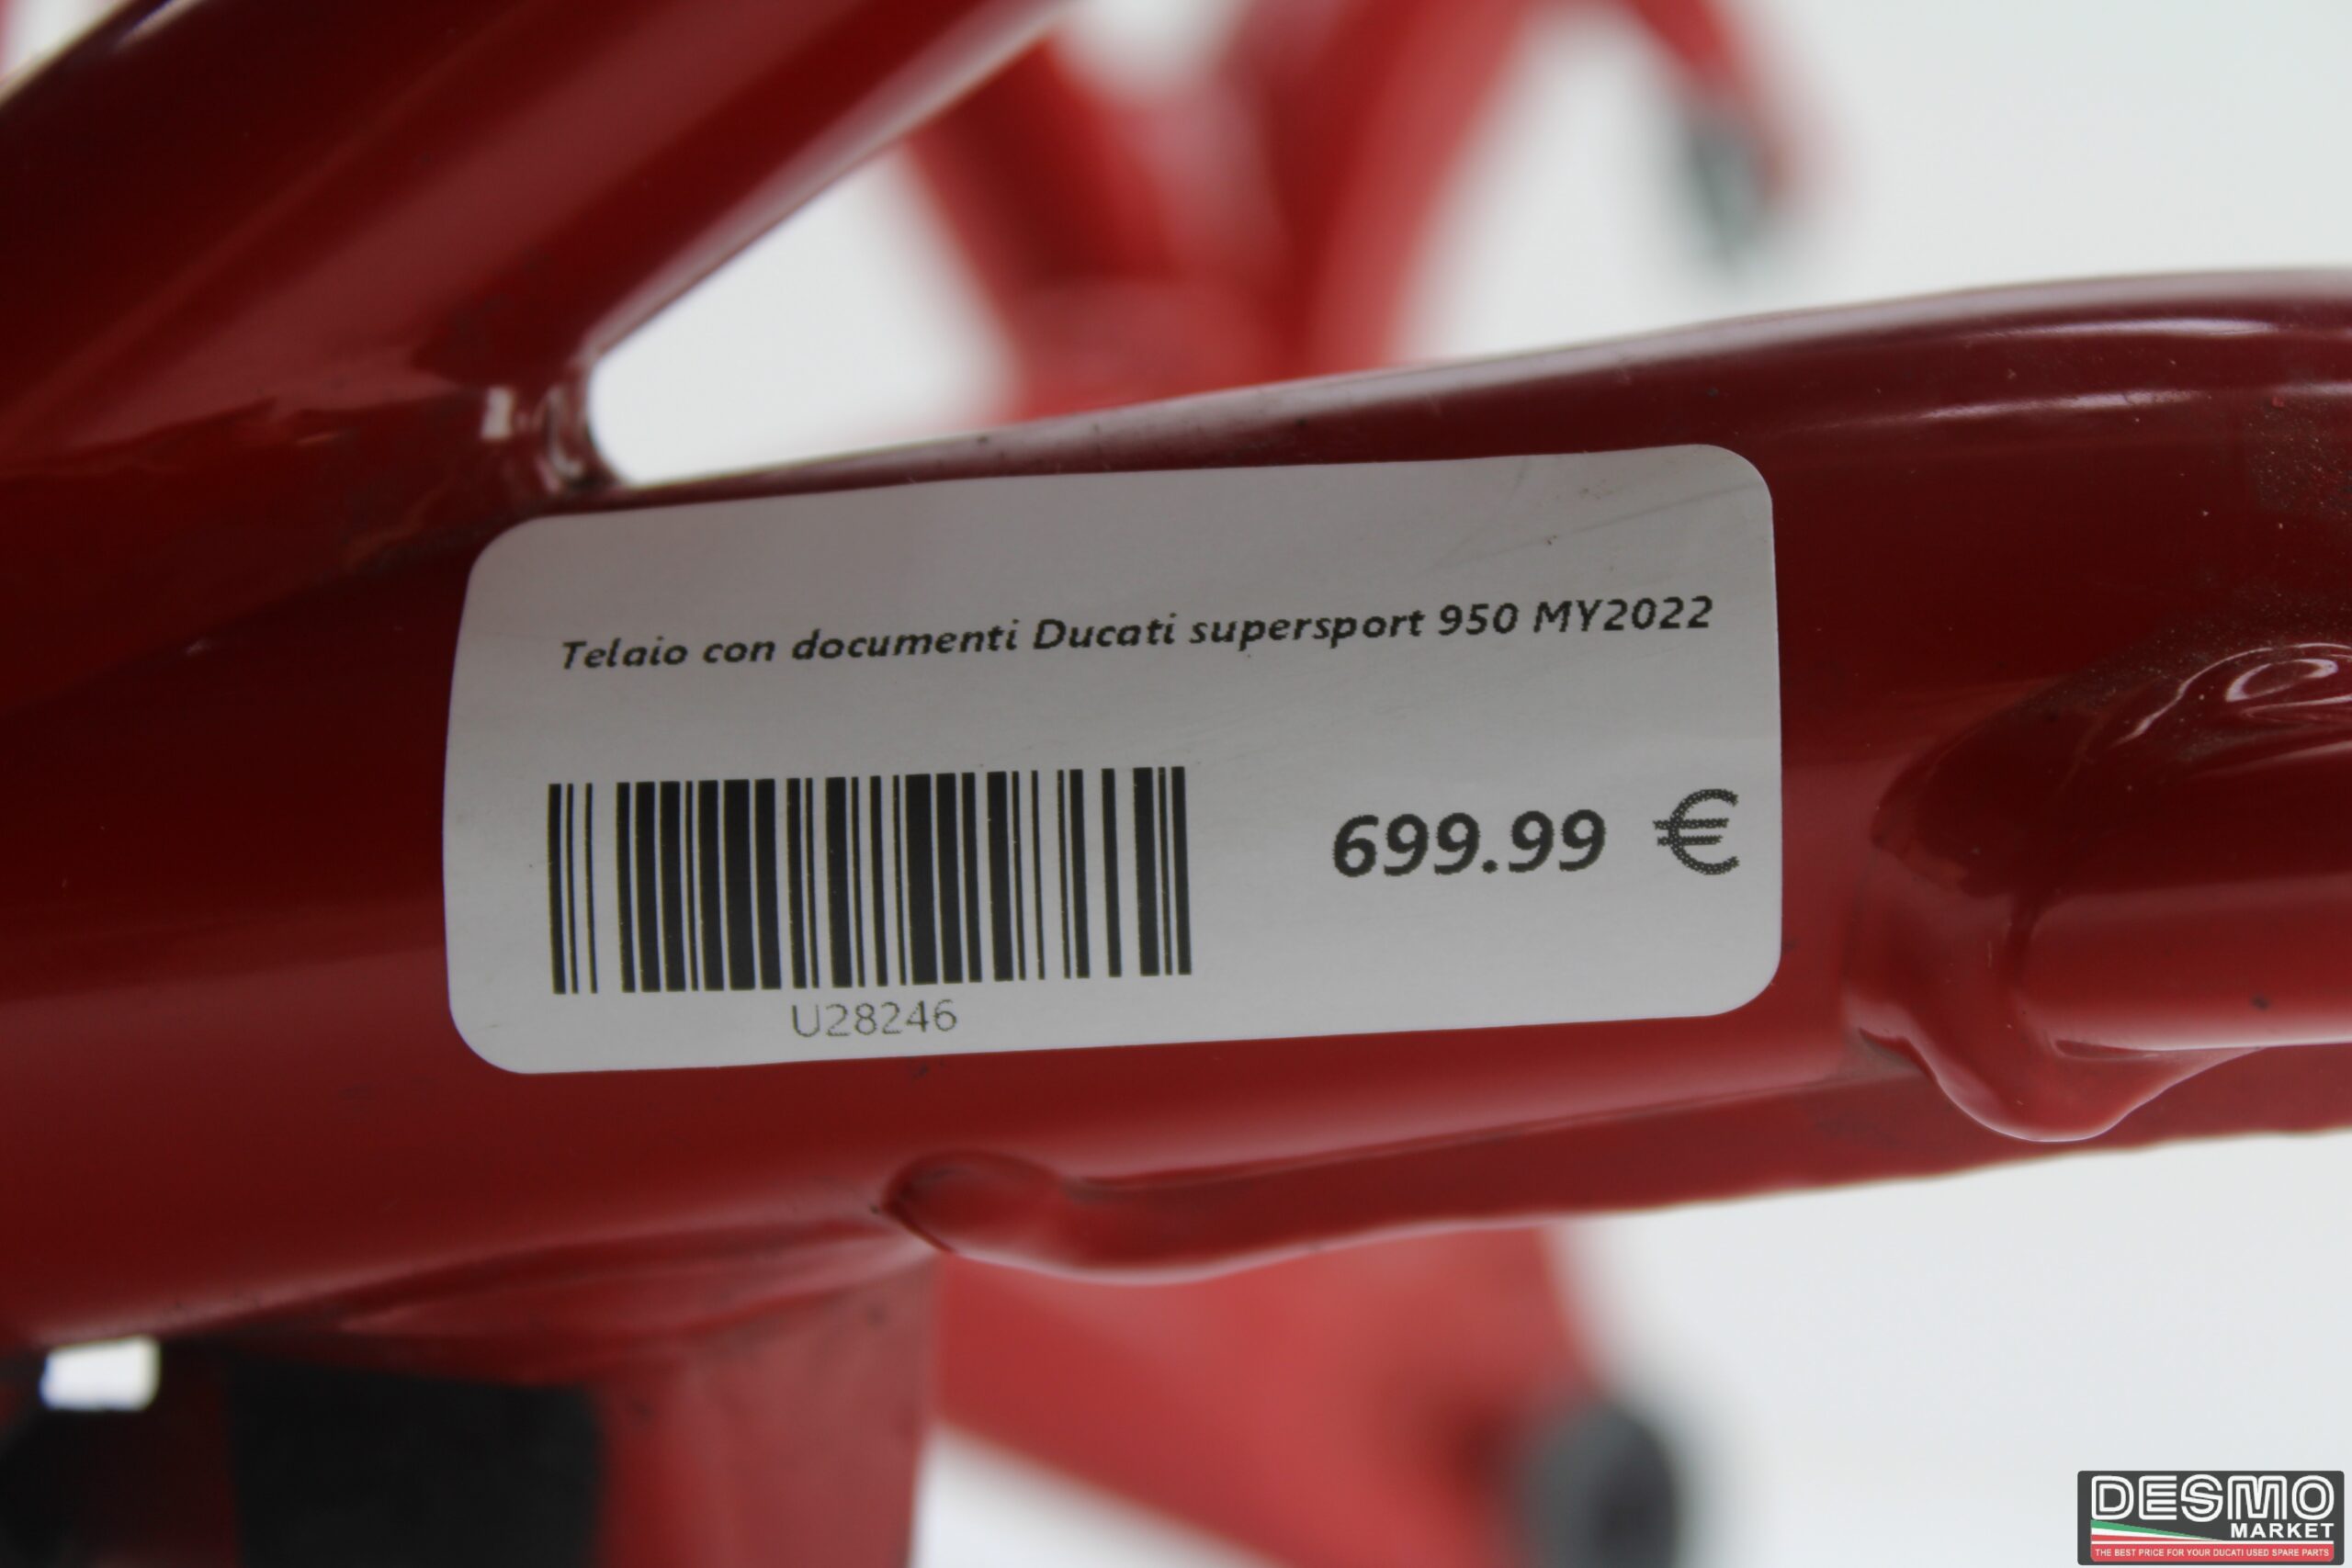 Telaio con documenti Ducati supersport 950 MY2022
699.99 €
U28246
DESMO
MARKET
THE BEST PRICE FOR YOUR DUCATI USED SPARE PARTS